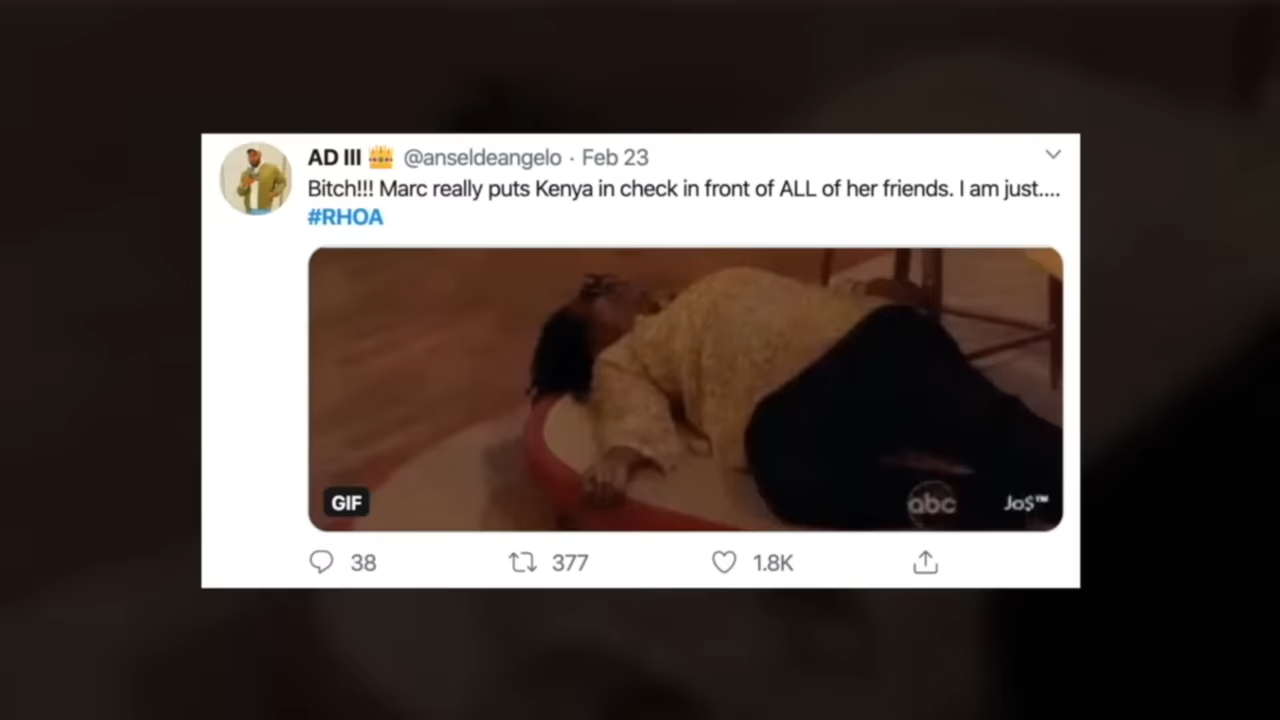 AD III 👑 @anseldeangelo · Feb 23
Bitch!!! Marc really puts Kenya in check in front of ALL of her friends. I am just....
#RHOA
GIF
abc
Jo$™
38 377 1.8K